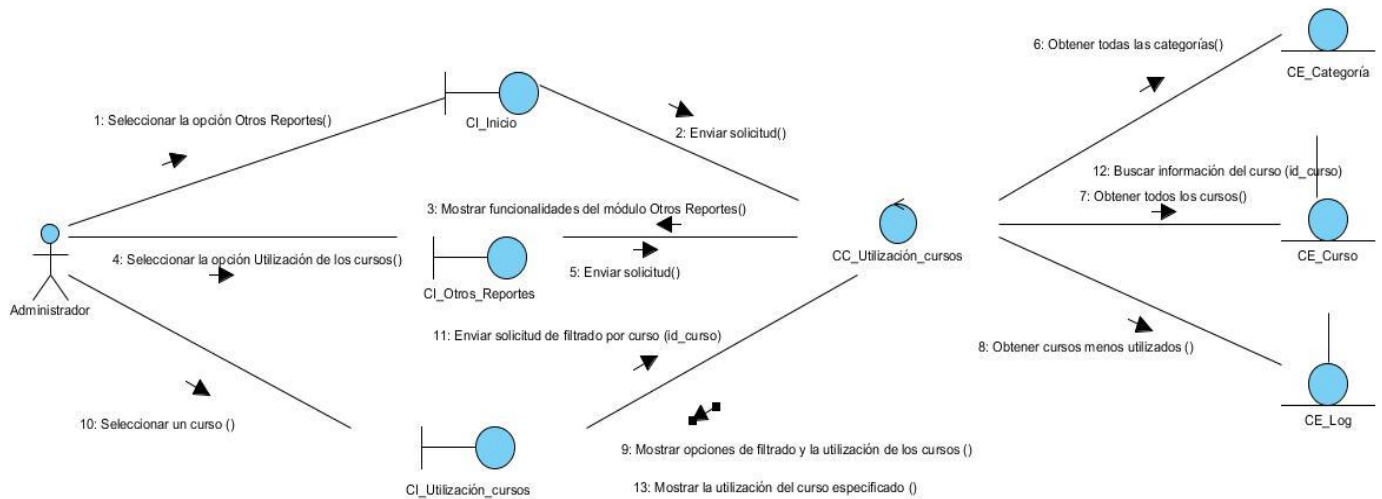 6: Obtener todas las categorías()
CE_Categoría
1: Seleccionar la opción Otros Reportes()
CI_Inicio
2: Enviar solicitud()
12: Buscar información del curso (id_curso)
7: Obtener todos los cursos()
3: Mostrar funcionalidades del módulo Otros Reportes()
4: Seleccionar la opción Utilización de los cursos()
5: Enviar solicitud()
CC_Utilización_cursos
CE_Curso
CI_Otros_Reportes
Administrador
11: Enviar solicitud de filtrado por curso (id_curso)
8: Obtener cursos menos utilizados ()
10: Seleccionar un curso ()
CE_Log
9: Mostrar opciones de filtrado y la utilización de los cursos ()
CI_Utilización_cursos
13: Mostrar la utilización del curso especificado ()